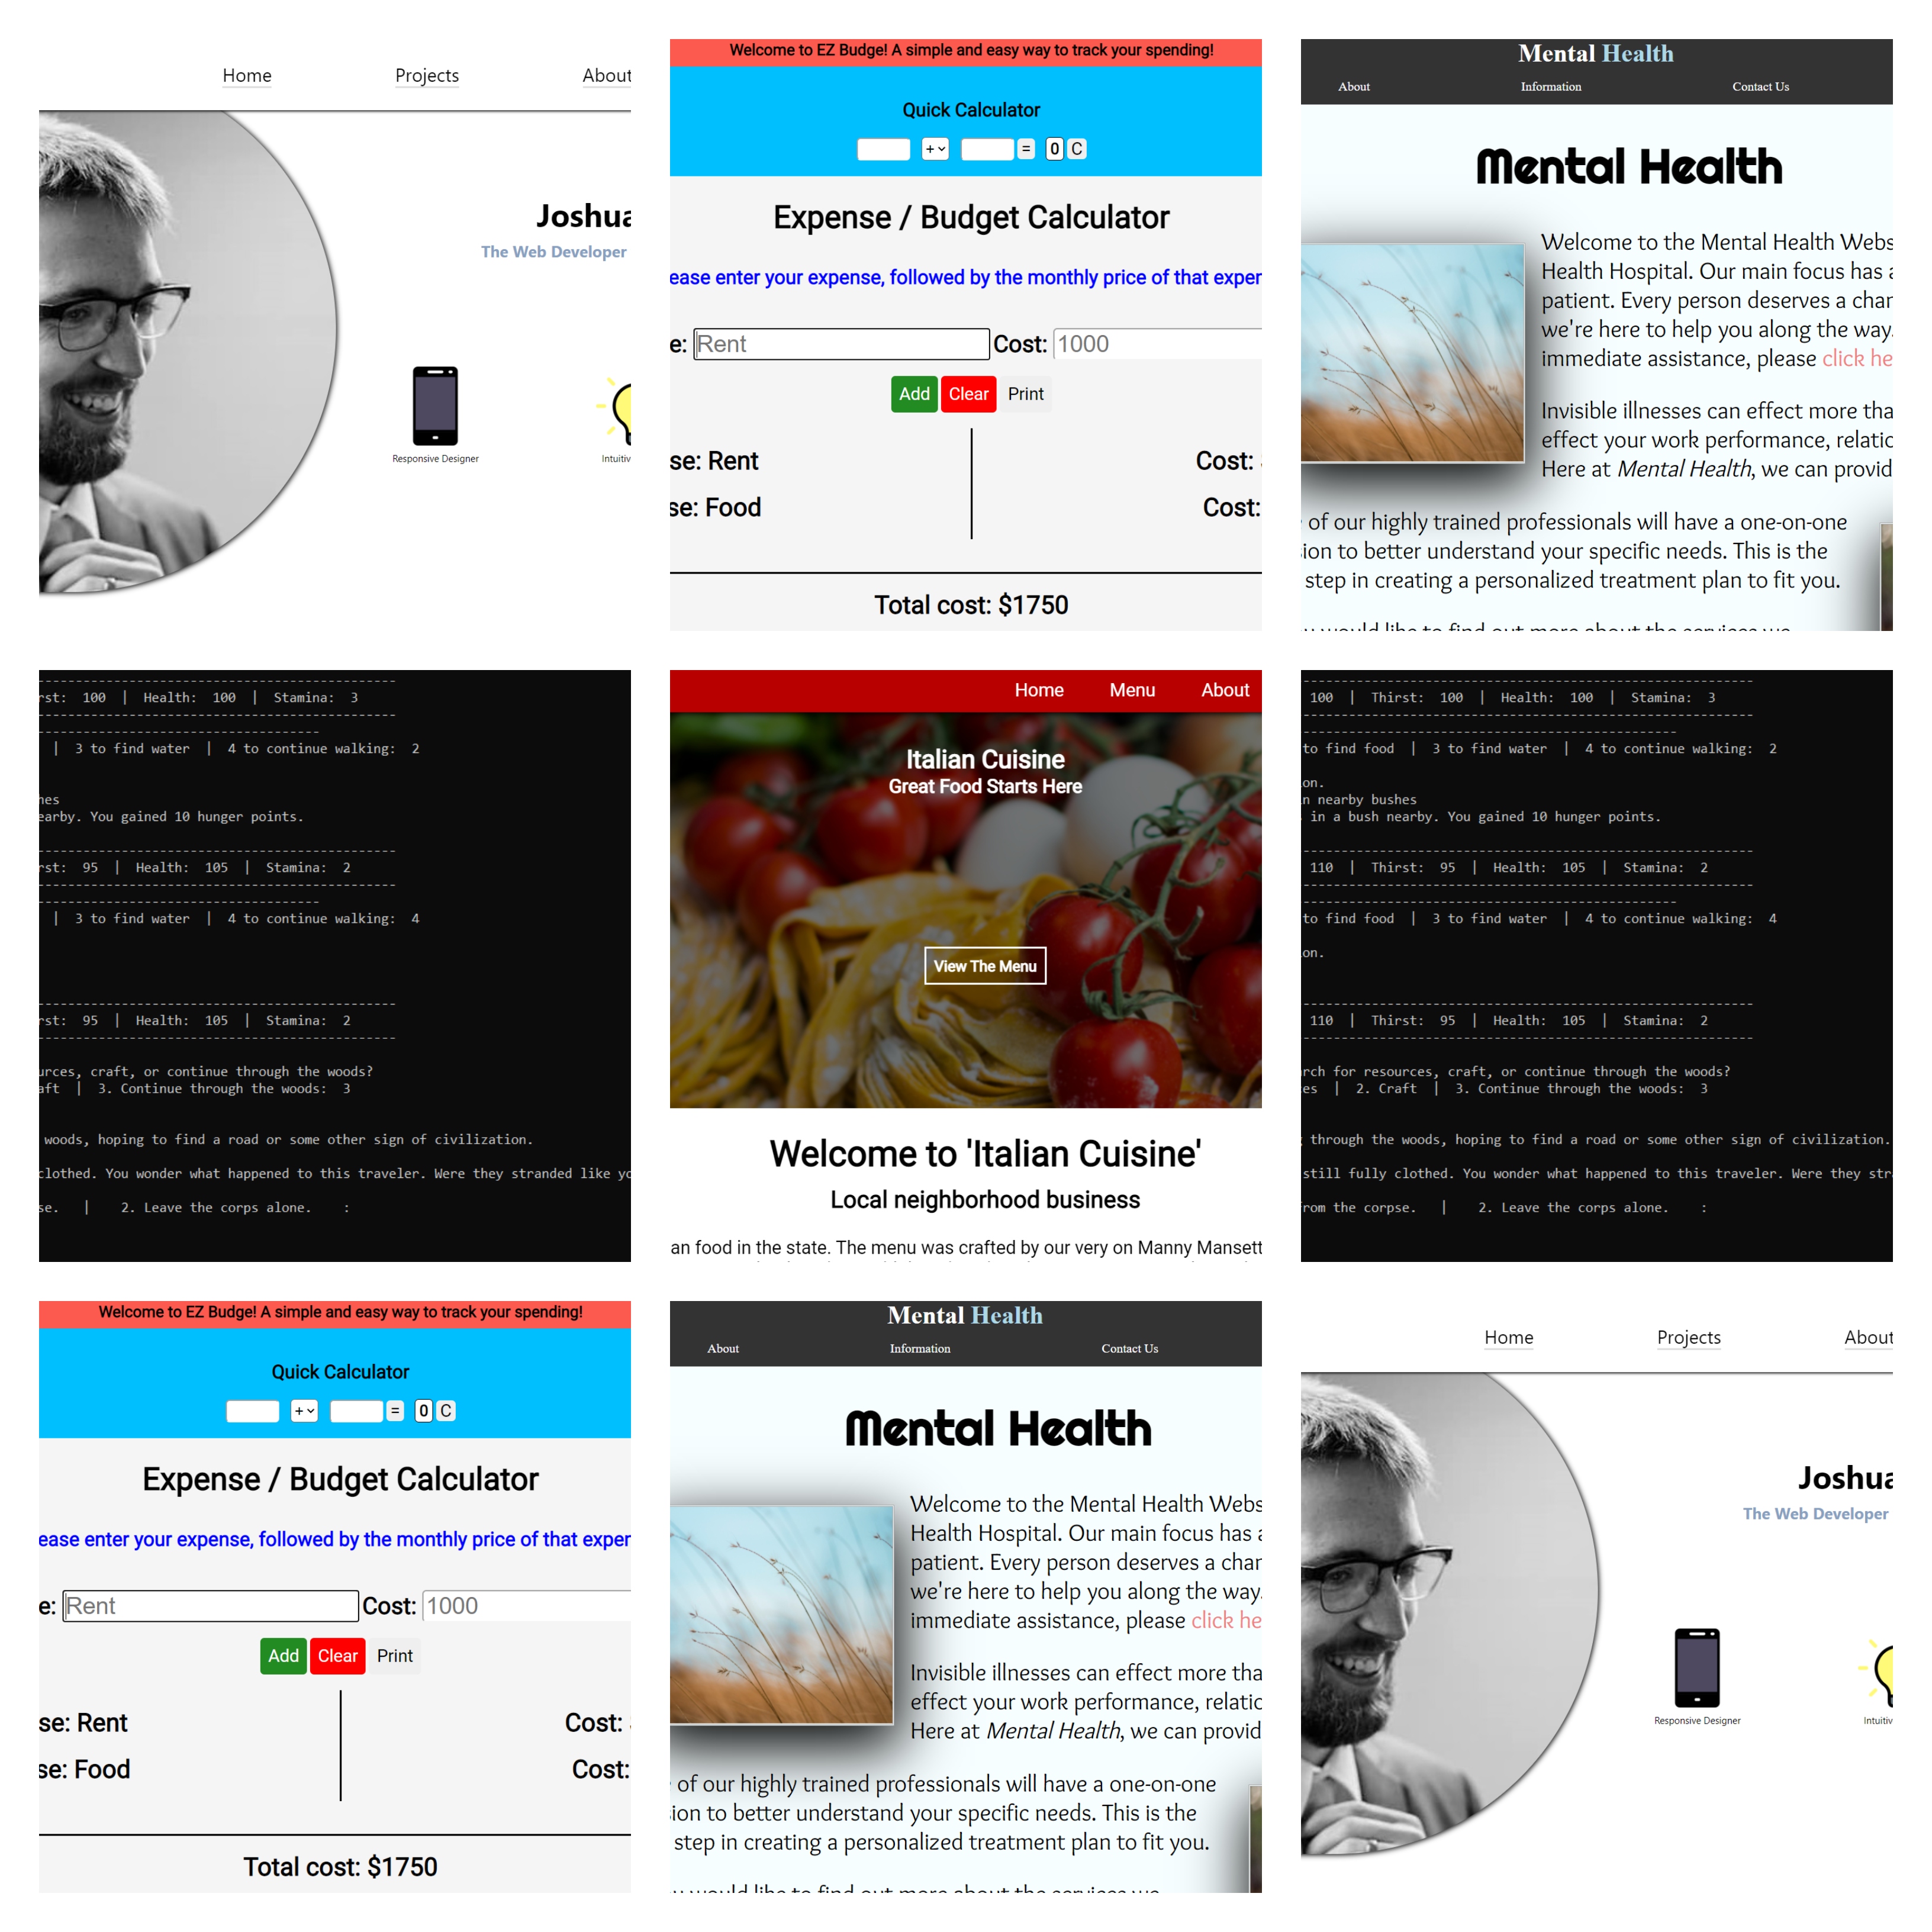 Home Projects About
Joshua
The Web Developer
Responsive Designer
Welcome to EZ Budge! A simple and easy way to track your spending!
Quick Calculator
+ = 0 C
Expense / Budget Calculator
ease enter your expense, followed by the monthly price of that exper
e: Rent Cost: 1000
Add Clear Print
se: Rent Cost:
se: Food Cost:
Total cost: $1750
Mental Health
About Information Contact Us
Mental Health
Welcome to the Mental Health Webs
Health Hospital. Our main focus has a
patient. Every person deserves a char
we're here to help you along the way.
immediate assistance, please click he
Invisible illnesses can effect more tha
effect your work performance, relatio
Here at Mental Health, we can provid
of our highly trained professionals will have a one-on-one
ion to better understand your specific needs. This is the
step in creating a personalized treatment plan to fit you.
u would like to find out more about the services we
rst: 100 | Health: 100 | Stamina: 3
| 3 to find water | 4 to continue walking: 2
hes
earby. You gained 10 hunger points.
rst: 95 | Health: 105 | Stamina: 2
| 3 to find water | 4 to continue walking: 4
rst: 95 | Health: 105 | Stamina: 2
urces, craft, or continue through the woods?
aft | 3. Continue through the woods: 3
woods, hoping to find a road or some other sign of civilization.
clothed. You wonder what happened to this traveler. Were they stranded like yo
se. | 2. Leave the corps alone. :
Home Menu About
Italian Cuisine
Great Food Starts Here
View The Menu
Welcome to 'Italian Cuisine'
Local neighborhood business
an food in the state. The menu was crafted by our very on Manny Mansett
100 | Thirst: 100 | Health: 100 | Stamina: 3
to find food | 3 to find water | 4 to continue walking: 2
on.
n nearby bushes
in a bush nearby. You gained 10 hunger points.
110 | Thirst: 95 | Health: 105 | Stamina: 2
to find food | 3 to find water | 4 to continue walking: 4
on.
110 | Thirst: 95 | Health: 105 | Stamina: 2
rch for resources, craft, or continue through the woods?
es | 2. Craft | 3. Continue through the woods: 3
through the woods, hoping to find a road or some other sign of civilization.
still fully clothed. You wonder what happened to this traveler. Were they stra
rom the corpse. | 2. Leave the corps alone. :
Welcome to EZ Budge! A simple and easy way to track your spending!
Quick Calculator
+ = 0 C
Expense / Budget Calculator
ease enter your expense, followed by the monthly price of that exper
e: Rent Cost: 1000
Add Clear Print
se: Rent Cost:
se: Food Cost:
Total cost: $1750
Mental Health
About Information Contact Us
Mental Health
Welcome to the Mental Health Webs
Health Hospital. Our main focus has a
patient. Every person deserves a char
we're here to help you along the way.
immediate assistance, please click he
Invisible illnesses can effect more tha
effect your work performance, relatio
Here at Mental Health, we can provid
of our highly trained professionals will have a one-on-one
ion to better understand your specific needs. This is the
step in creating a personalized treatment plan to fit you.
u would like to find out more about the services we
Home Projects About
Joshua
The Web Developer
Responsive Designer